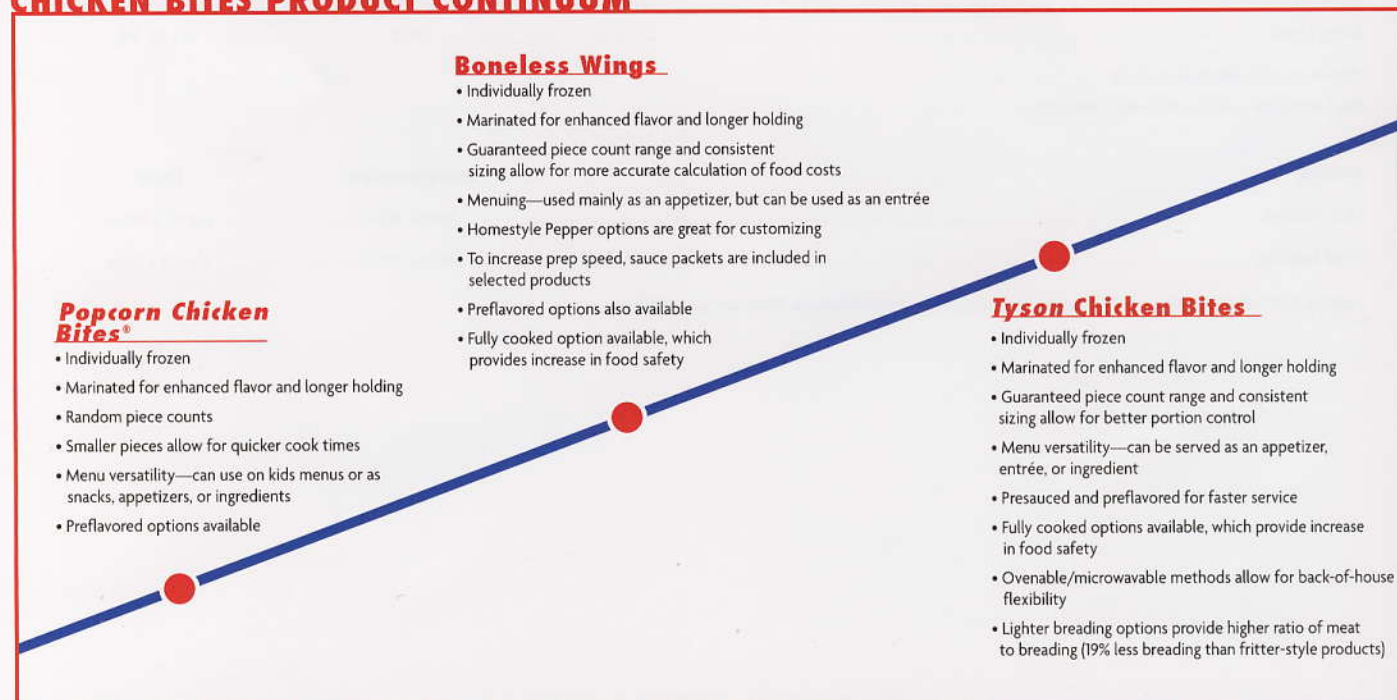 CHICKEN BITES PRODUCT CONTINUUM
Boneless Wings
• Individually frozen
• Marinated for enhanced flavor and longer holding
• Guaranteed piece count range and consistent
sizing allow for more accurate calculation of food costs
• Menuing—used mainly as an appetizer, but can be used as an entrée
• Homestyle Pepper options are great for customizing
• To increase prep speed, sauce packets are included in
selected products
• Preflavored options also available
• Fully cooked option available, which
provides increase in food safety
Popcorn Chicken
Bites®
• Individually frozen
• Marinated for enhanced flavor and longer holding
• Random piece counts
• Smaller pieces allow for quicker cook times
• Menu versatility—can use on kids menus or as
snacks, appetizers, or ingredients
• Preflavored options available
Tyson Chicken Bites
• Individually frozen
• Marinated for enhanced flavor and longer holding
• Guaranteed piece count range and consistent
sizing allow for better portion control
• Menu versatility—can be served as an appetizer,
entrée, or ingredient
• Presauced and preflavored for faster service
• Fully cooked options available, which provide increase
in food safety
• Ovenable/microwavable methods allow for back-of-house
flexibility
• Lighter breading options provide higher ratio of meat
to breading (19% less breading than fritter-style products)